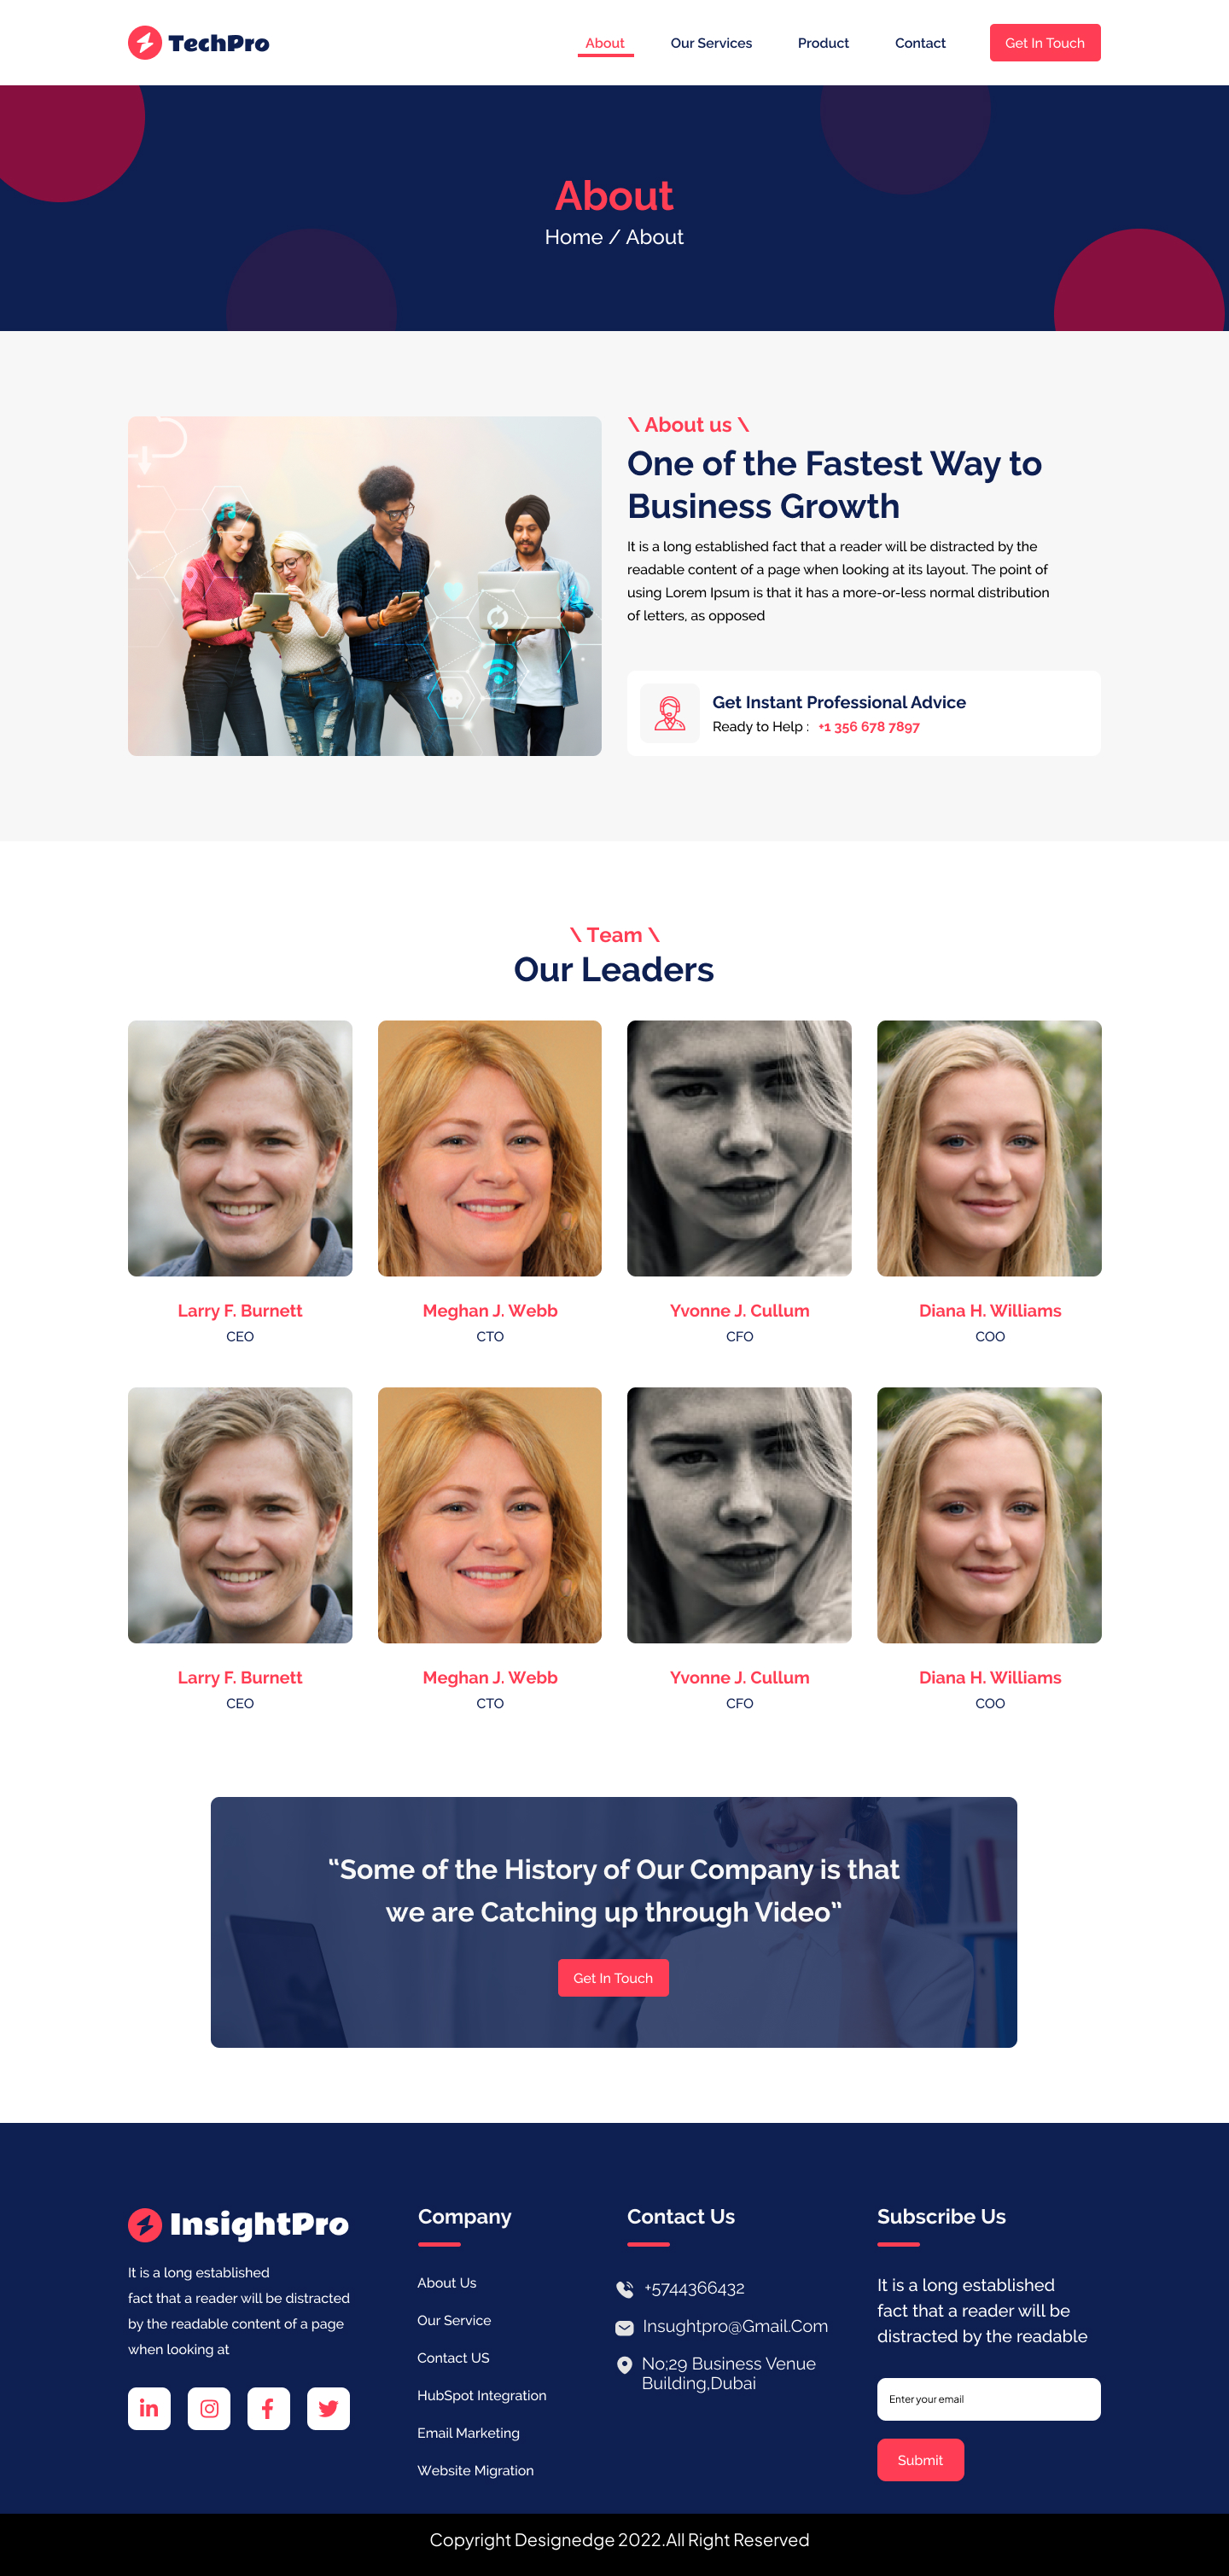 TechPro
About
Our Services
Product
Contact
Get In Touch
About
Home / About
\ About us \
One of the Fastest Way to
Business Growth
It is a long established fact that a reader will be distracted by the
readable content of a page when looking at its layout. The point of
using Lorem Ipsum is that it has a more-or-less normal distribution
of letters, as opposed
Get Instant Professional Advice
Ready to Help : +1 356 678 7897
\ Team \
Our Leaders
Larry F. Burnett
CEO
Meghan J. Webb
CTO
Yvonne J. Cullum
CFO
Diana H. Williams
COO
Larry F. Burnett
CEO
Meghan J. Webb
CTO
Yvonne J. Cullum
CFO
Diana H. Williams
COO
“Some of the History of Our Company is that
we are Catching up through Video”
Get In Touch
InsightPro
It is a long established
fact that a reader will be distracted
by the readable content of a page
when looking at
Company
About Us
Our Service
Contact US
HubSpot Integration
Email Marketing
Website Migration
Contact Us
+5744366432
Insughtpro@Gmail.Com
No;29 Business Venue
Building,Dubai
Subscribe Us
It is a long established
fact that a reader will be
distracted by the readable
Enter your email
Submit
Copyright Designedge 2022.All Right Reserved